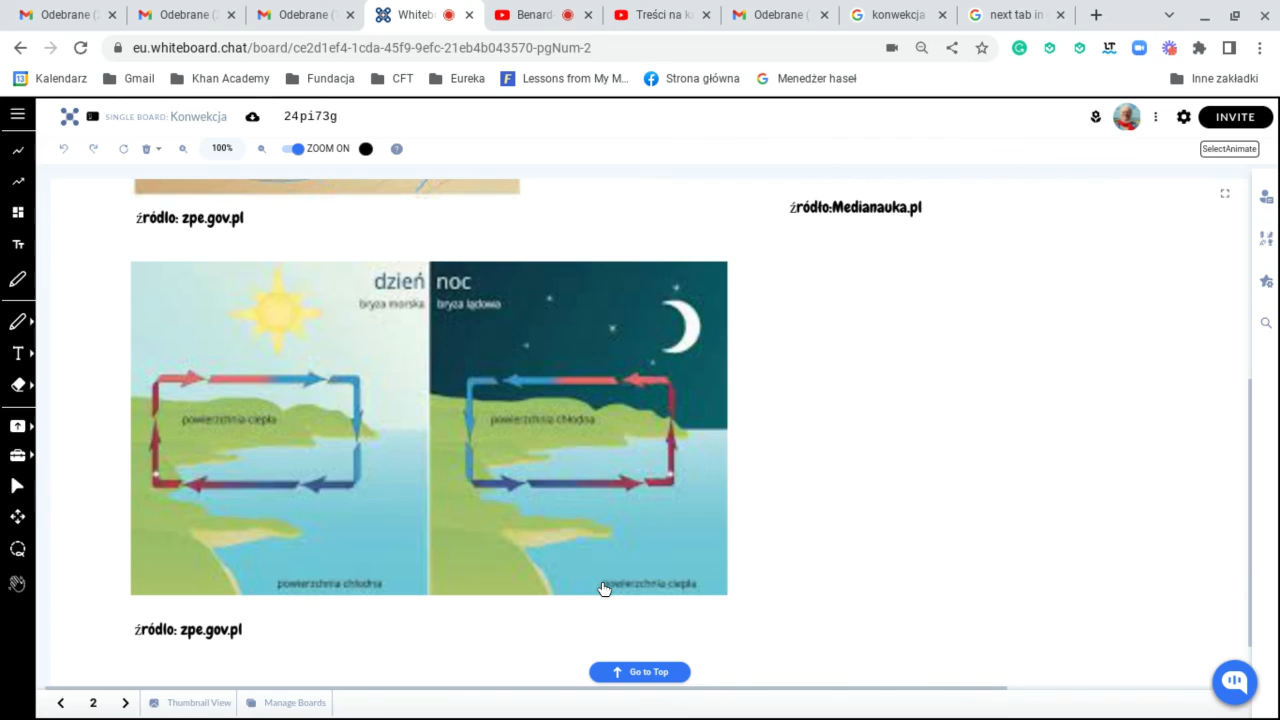 Odebrane (
Odebrane (
Odebrane (
Whiteb
Benard-
Treści na k
Odebrane (
konwekcja
next tab in
eu.whiteboard.chat/board/ce2d1ef4-1cda-45f9-9efc-21eb4b043570-pgNum-2
Kalendarz
Gmail
Khan Academy
Fundacja
CFT
Eureka
Lessons from My M...
Strona główna
Menedżer haseł
Inne zakładki
SINGLE BOARD: Konwekcja
24pi73g
INVITE
100%
ZOOM ON
SelectAnimate
źródło: zpe.gov.pl
źródło:Medianauka.pl
dzień
bryza morska
noc
bryza lądowa
powierzchnia ciepła
powierzchnia chłodna
powierzchnia chłodna
powierzchnia ciepła
źródło: zpe.gov.pl
Go to Top
2
Thumbnail View
Manage Boards